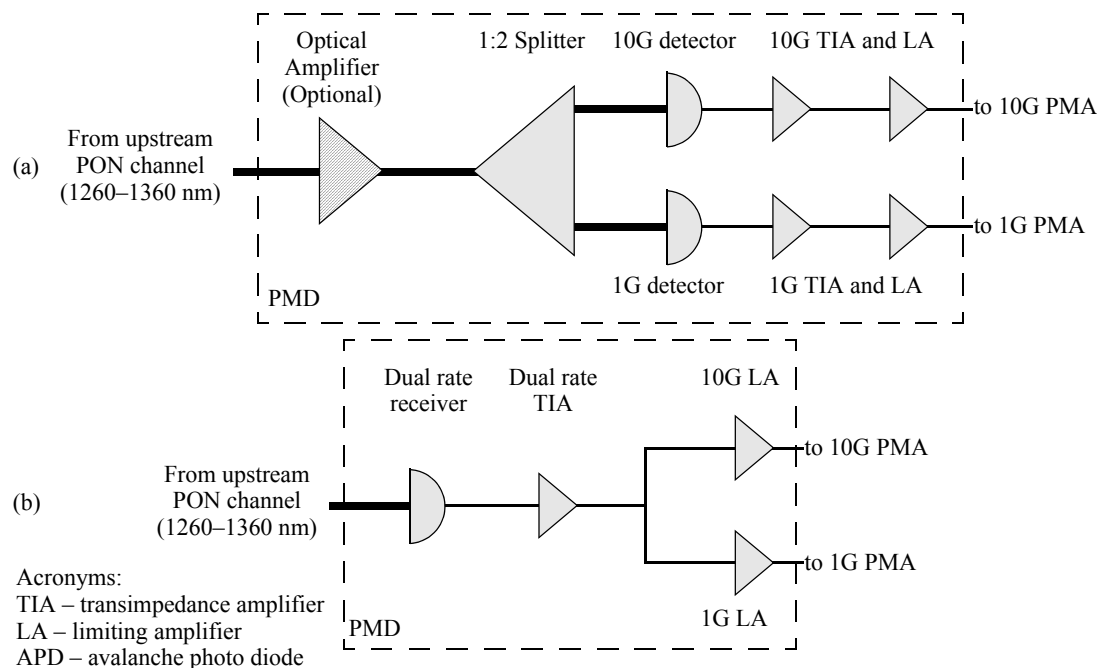 Optical
Amplifier
(Optional)
1:2 Splitter
10G detector
10G TIA and LA
to 10G PMA
(a)
From upstream
PON channel
(1260–1360 nm)
to 1G PMA
1G detector
1G TIA and LA
PMD
Dual rate
receiver
Dual rate
TIA
10G LA
to 10G PMA
(b)
From upstream
PON channel
(1260–1360 nm)
to 1G PMA
1G LA
PMD
Acronyms:
TIA – transimpedance amplifier
LA – limiting amplifier
APD – avalanche photo diode